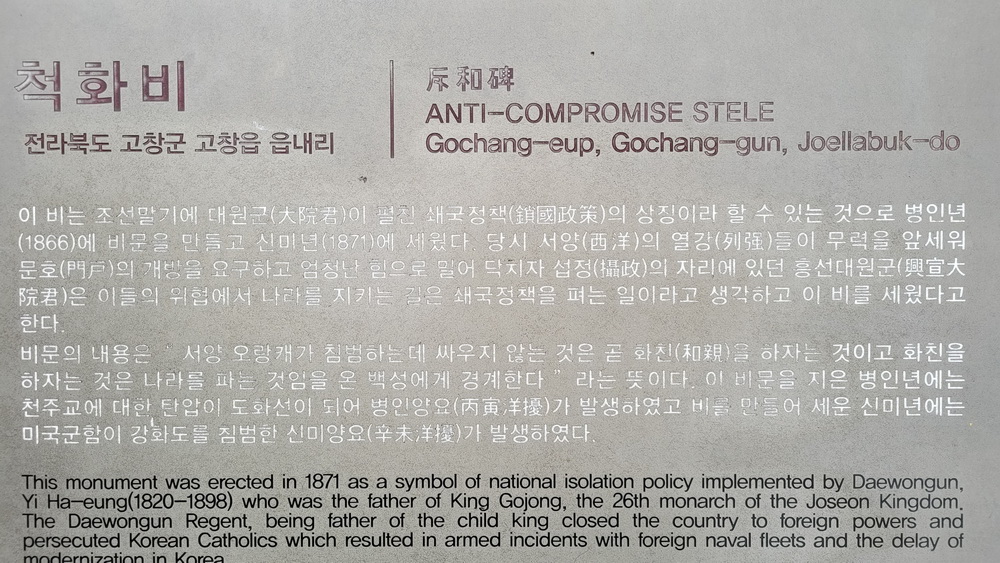 척화비
전라북도 고창군 고창읍 읍내리
斥和碑
ANTI-COMPROMISE STELE
Gochang-eup, Gochang-gun, Joellabuk-do
이 비는 조선말기에 대원군(大院君)이 펼친 쇄국정책(鎖國政策)의 상징이라 할 수 있는 것으로 병인년
(1866)에 비문을 만들고 신미년(1871)에 세웠다. 당시 서양(西洋)의 열강(列强)들이 무력을 앞세워
문호(門戶)의 개방을 요구하고 엄청난 힘으로 밀어 닥치자 섭정(攝政)의 자리에 있던 흥선대원군(興宣大
院君)은 이들의 위협에서 나라를 지키는 길은 쇄국정책을 펴는 일이라고 생각하고 이 비를 세웠다고
한다.
비문의 내용은 " 서양 오랑캐가 침범하는데 싸우지 않는 것은 곧 화친(和親)을 하자는 것이고 화친을
하자는 것은 나라를 파는 것임을 온 백성에게 경계한다 " 라는 뜻이다. 이 비문을 지은 병인년에는
천주교에 대한 탄압이 도화선이 되어 병인양요(丙寅洋擾)가 발생하였고 비를 만들어 세운 신미년에는
미국군함이 강화도를 침범한 신미양요(辛未洋擾)가 발생하였다.
This monument was erected in 1871 as a symbol of national isolation policy implemented by Daewongun,
Yi Ha-eung(1820-1898) who was the father of King Gojong, the 26th monarch of the Joseon Kingdom.
The Daewongun Regent, being father of the child king closed the country to foreign powers and
persecuted Korean Catholics which resulted in armed incidents with foreign naval fleets and the delay of
modernization in Korea.